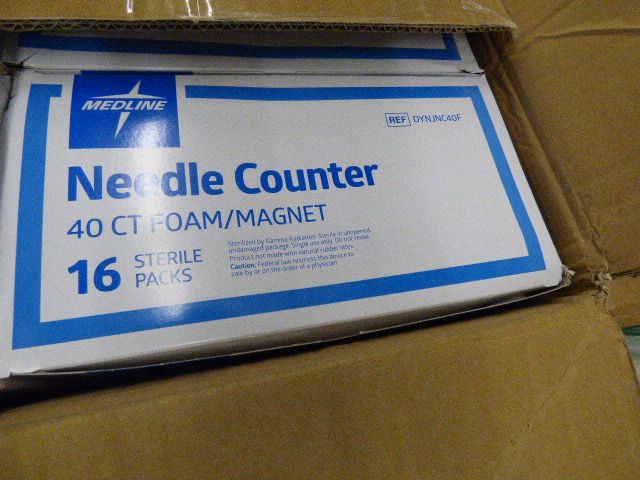 MEDLINE
REF DYNJNC40F
Needle Counter
40 CT FOAM/MAGNET
16 STERILE PACKS
Sterilized by Gamma Radiation. Sterile in unopened,
undamaged package. Single use only. Do not reuse.
Product not made with natural rubber latex.
Caution: Federal law restricts this device to
sale by or on the order of a physician.